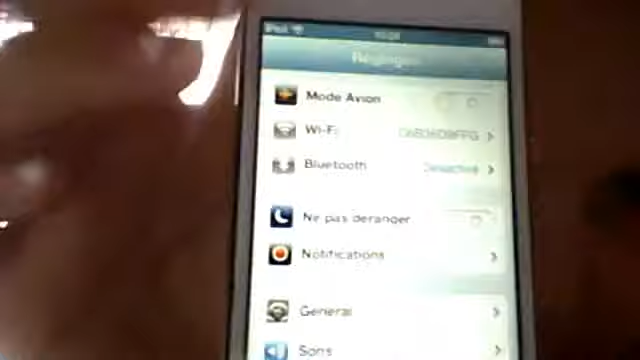 iPod
Réglages
Mode Avion
Wi-Fi
Bluetooth Désactivé
Ne pas déranger
Notifications
Général
Sons